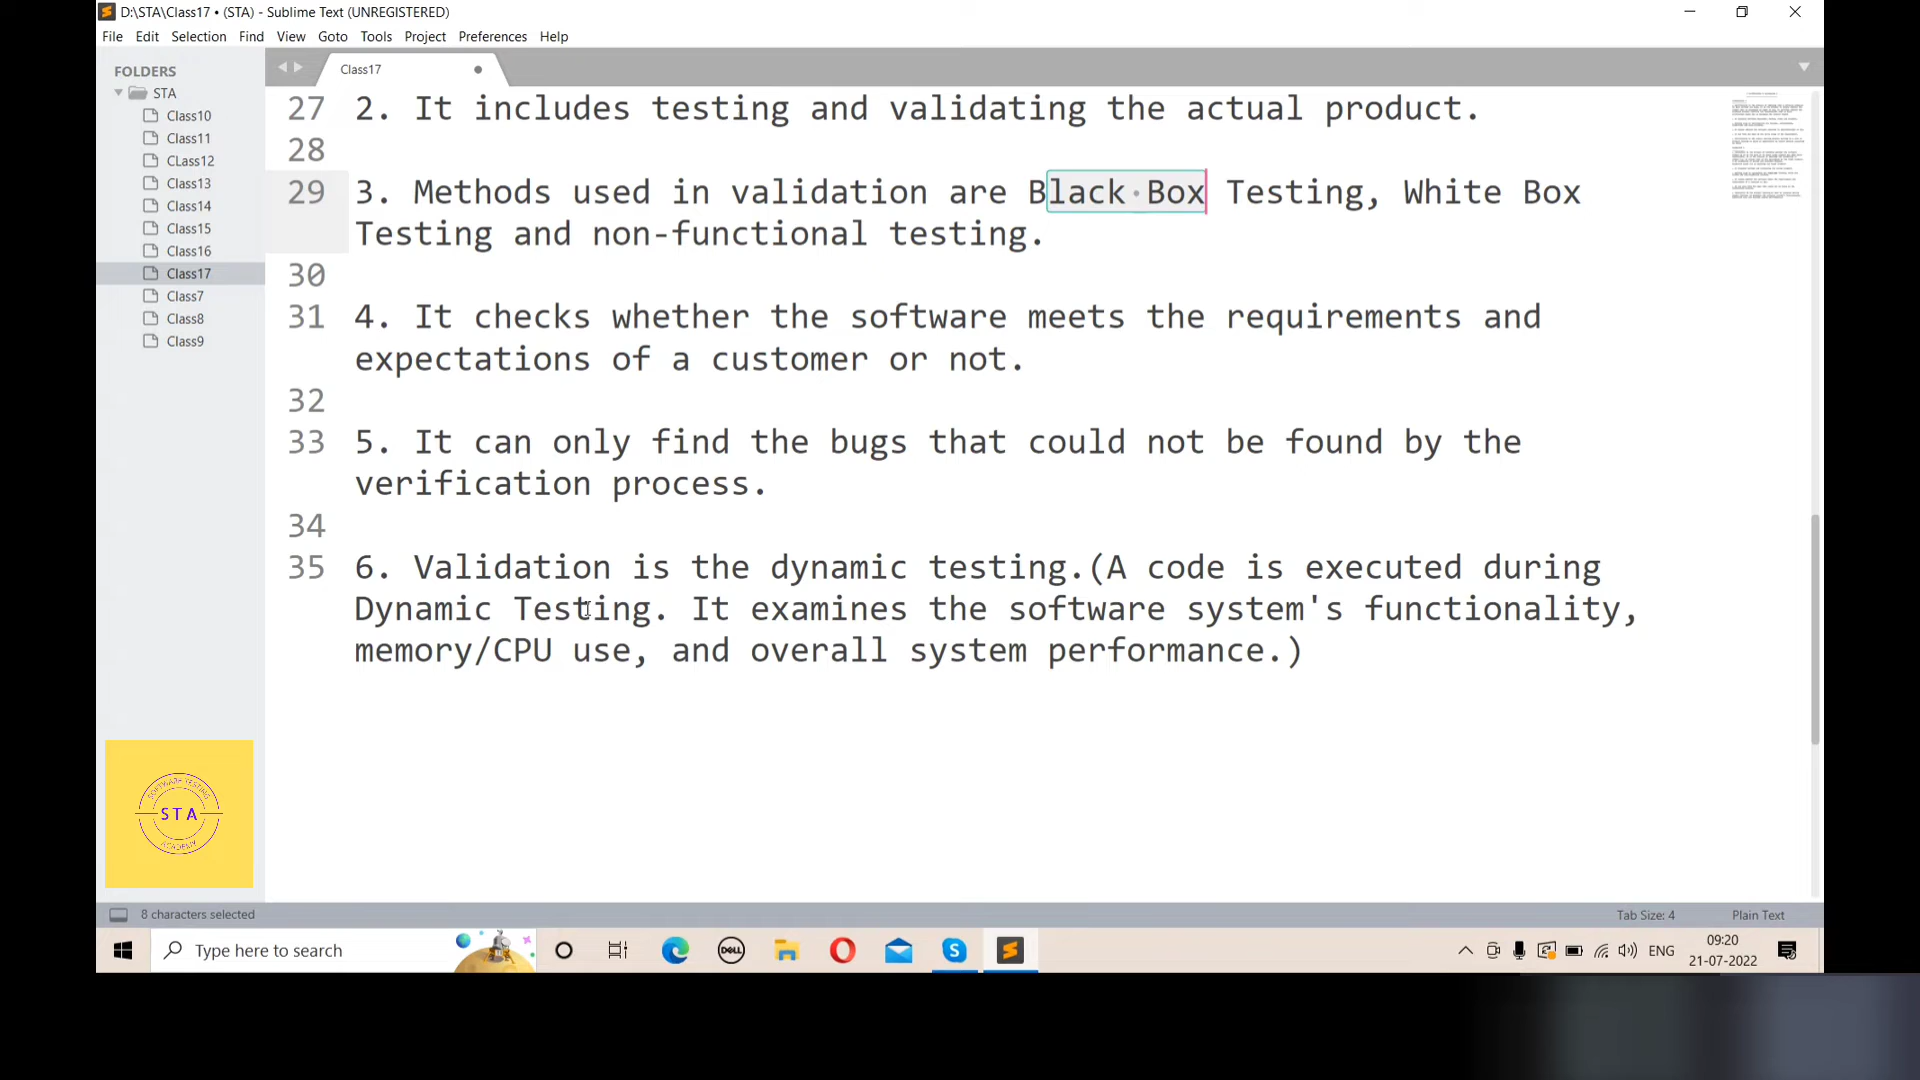 D:\STA\Class17 • (STA) - Sublime Text (UNREGISTERED)
File Edit Selection Find View Goto Tools Project Preferences Help
FOLDERS
STA
Class10
Class11
CLass12
Class13
Class14
Class15
Class16
Class17
Class7
Class8
Class9
Class17
27 2. It includes testing and validating the actual product.
28
29 3. Methods used in validation are Black Box Testing, White Box
Testing and non-functional testing.
30
31 4. It checks whether the software meets the requirements and
expectations of a customer or not.
32
33 5. It can only find the bugs that could not be found by the
verification process.
34
35 6. Validation is the dynamic testing.(A code is executed during
Dynamic Testing. It examines the software system's functionality,
memory/CPU use, and overall system performance.)
SOFTWARE TESTING
STA
ACADEMY
8 characters selected
Tab Size: 4
Plain Text
Type here to search
DELL
S
ENG
09:20
21-07-2022